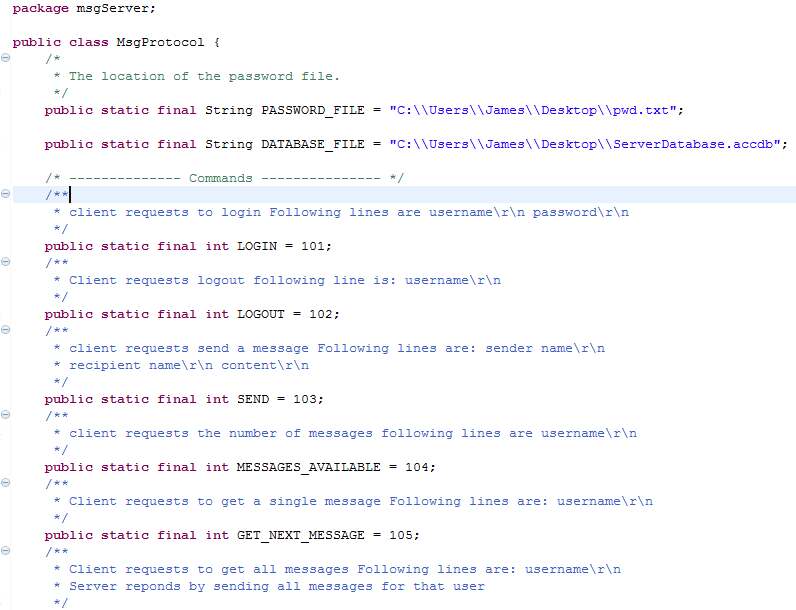 package msgServer;
public class MsgProtocol {
/*
* The location of the password file.
*/
public static final String PASSWORD_FILE = "C:\\Users\\James\\Desktop\\pwd.txt";
public static final String DATABASE_FILE = "C:\\Users\\James\\Desktop\\ServerDatabase.accdb";
/* -------------- Commands --------------- */
/**
* client requests to login Following lines are username\r\n password\r\n
*/
public static final int LOGIN = 101;
/**
* Client requests logout following line is: username\r\n
*/
public static final int LOGOUT = 102;
/**
* client requests send a message Following lines are: sender name\r\n
* recipient name\r\n content\r\n
*/
public static final int SEND = 103;
/**
* client requests the number of messages following lines are username\r\n
*/
public static final int MESSAGES_AVAILABLE = 104;
/**
* Client requests to get a single message Following lines are: username\r\n
*/
public static final int GET_NEXT_MESSAGE = 105;
/**
* Client requests to get all messages Following lines are: username\r\n
* Server reponds by sending all messages for that user
*/